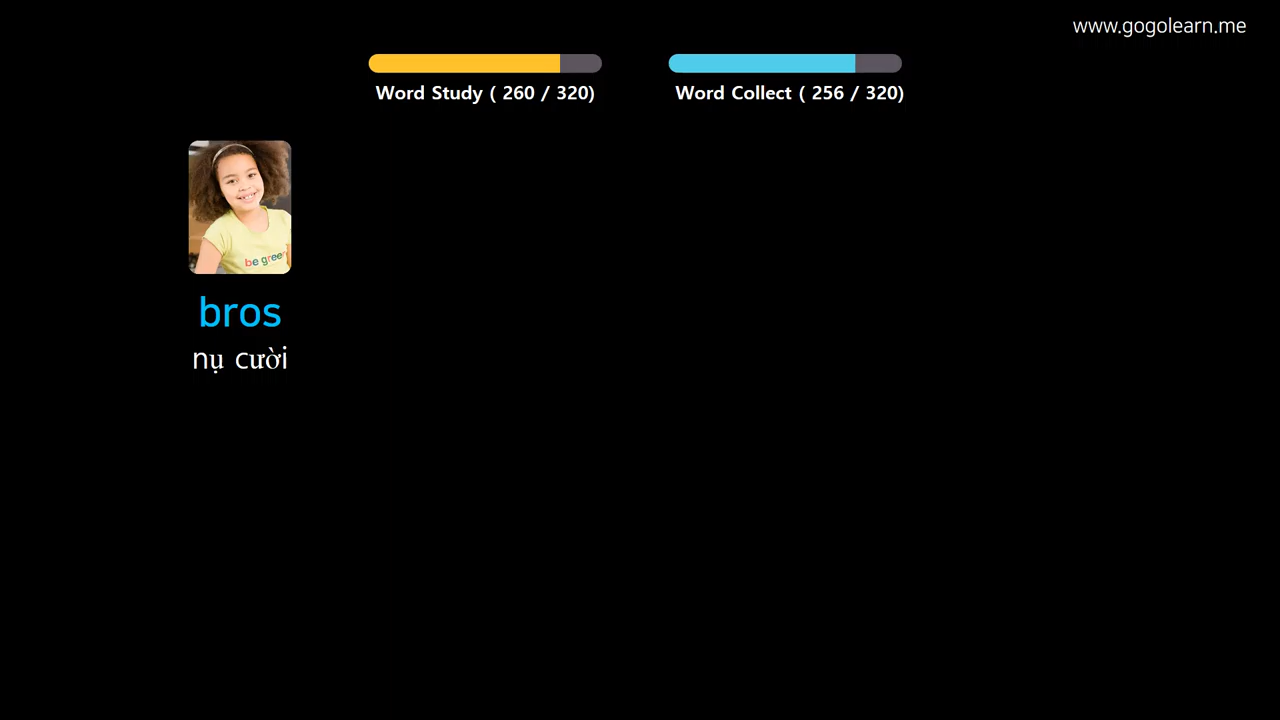 www.gogolearn.me
Word Study ( 260 / 320)
Word Collect ( 256 / 320)
be green
bros
nụ cười